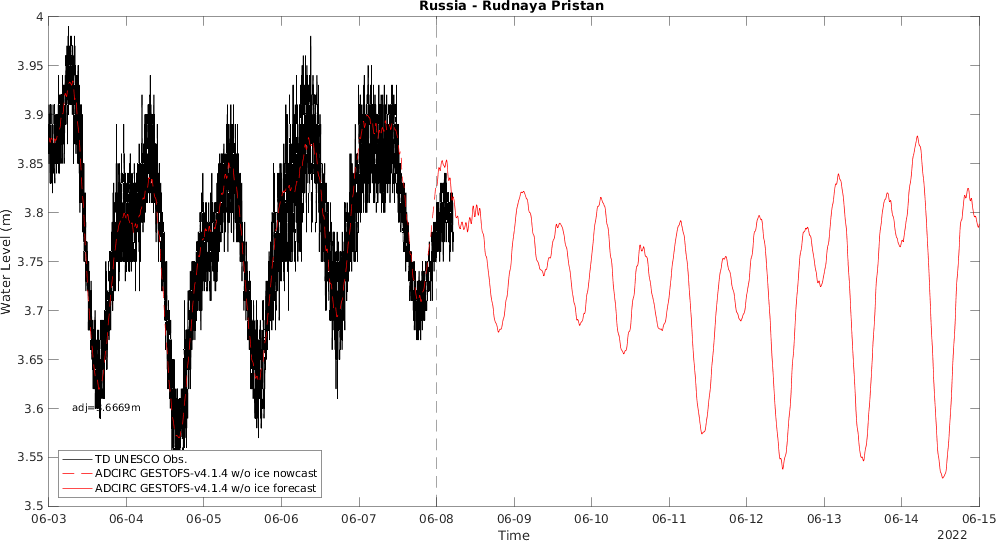 Russia - Rudnaya Pristan
Water Level (m)
4
3.95
3.9
3.85
3.8
3.75
3.7
3.65
3.6
3.55
3.5
TD UNESCO Obs.
ADCIRC GESTOFS-v4.1.4 w/o ice nowcast
ADCIRC GESTOFS-v4.1.4 w/o ice forecast
06-03 06-04 06-05 06-06 06-07 06-08 06-09 06-10 06-11 06-12 06-13 06-14 06-15
Time
2022